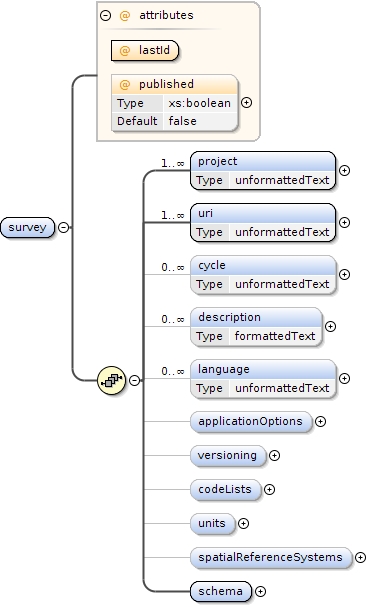 attributes
@ lastId
@ published
Type xs:boolean
Default false
1..∞ project
Type unformattedText
1..∞ uri
Type unformattedText
survey
0..∞ cycle
Type unformattedText
0..∞ description
Type formattedText
0..∞ language
Type unformattedText
applicationOptions
versioning
codeLists
units
spatialReferenceSystems
schema